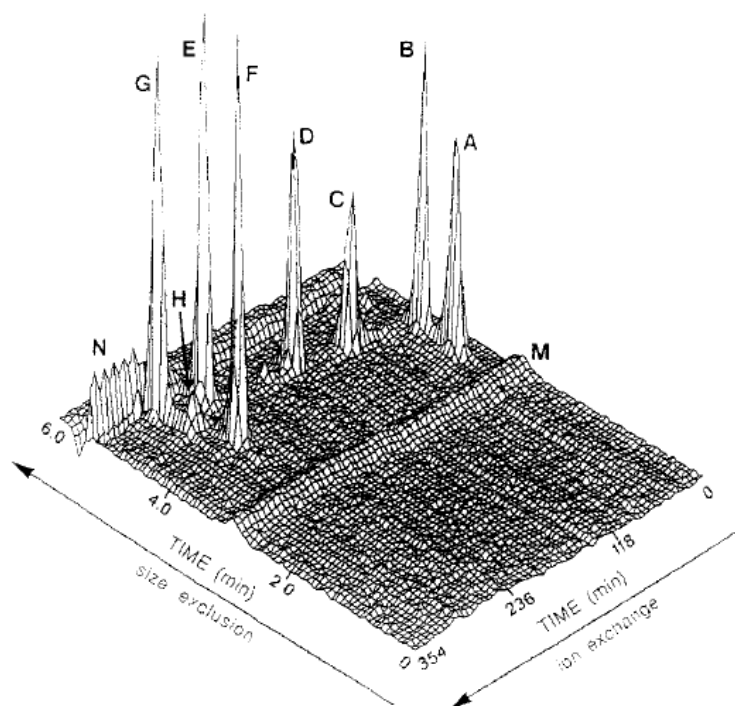 E
B
G
F
D
A
C
H
N
M
6.0
4.0
2.0
0
TIME (min)
size exclusion
354
236
118
0
TIME (min)
ion exchange